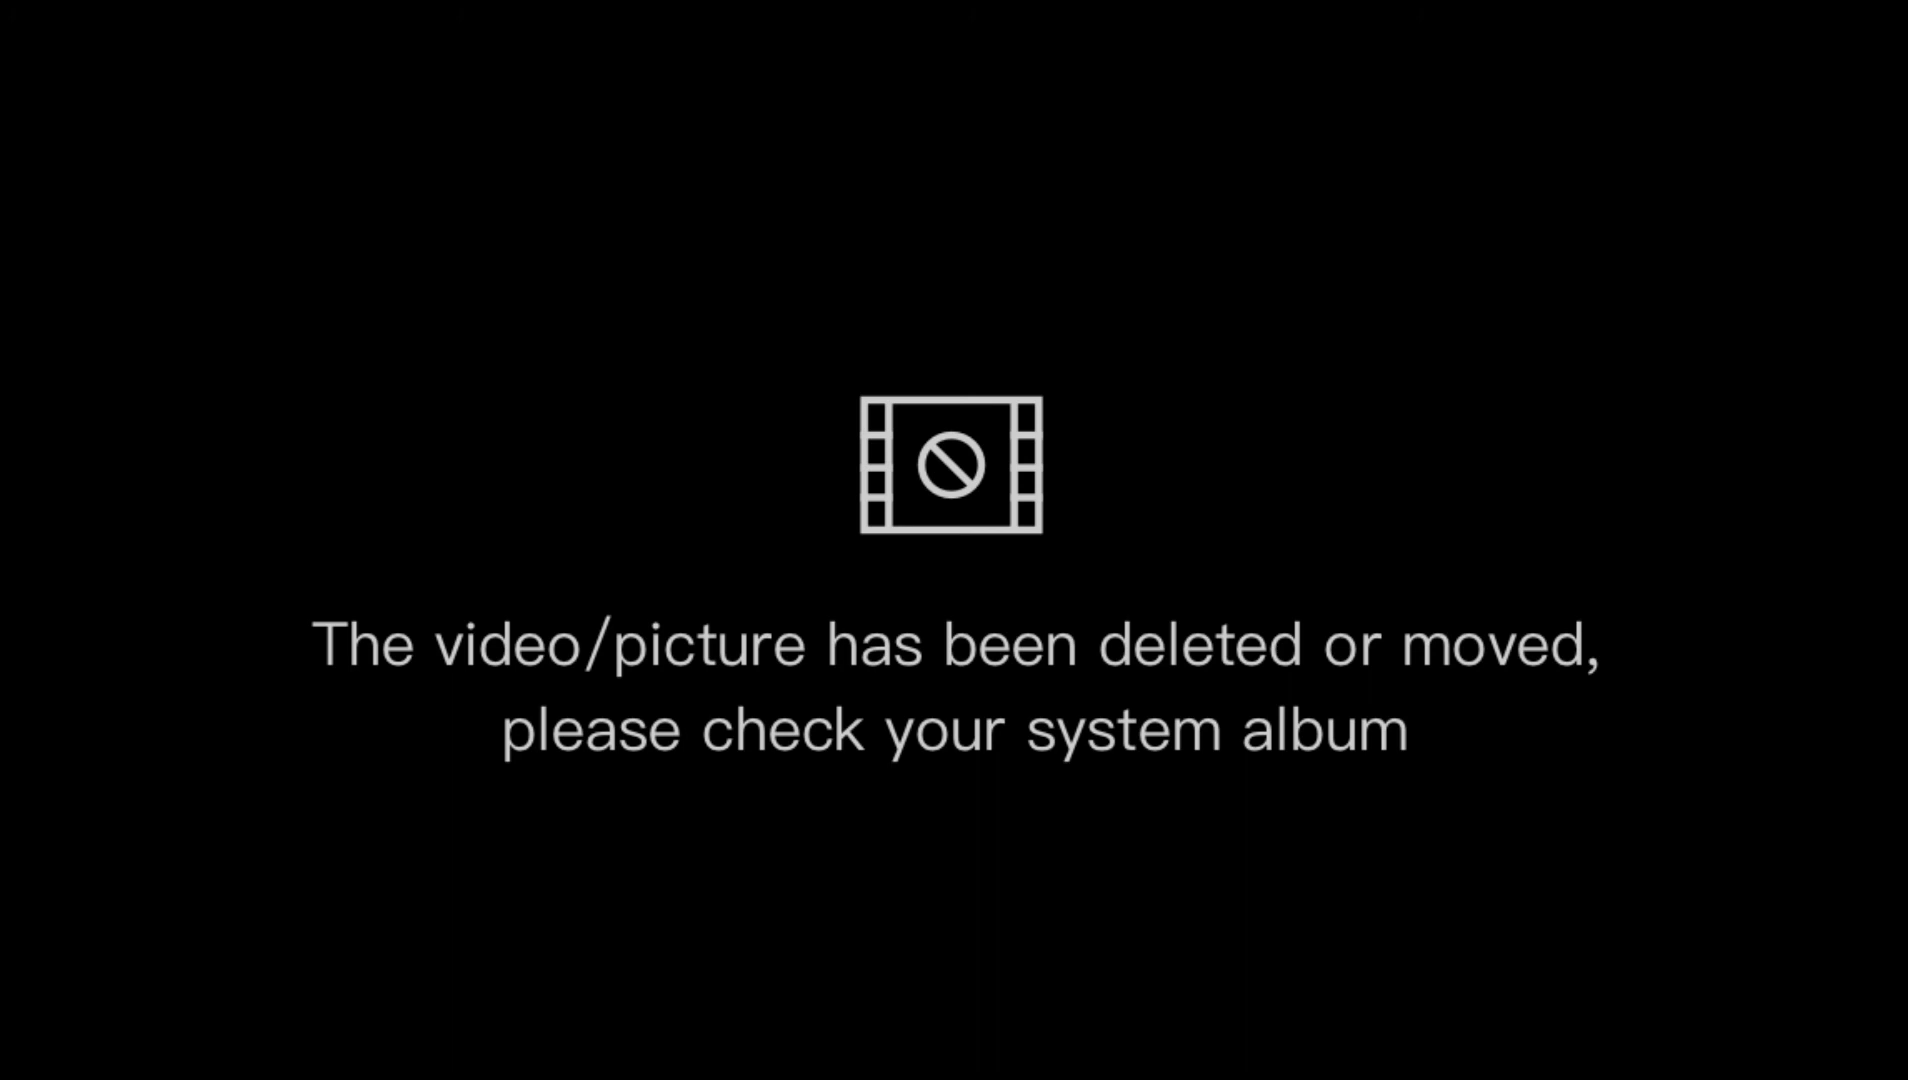 The video/picture has been deleted or moved,
please check your system album